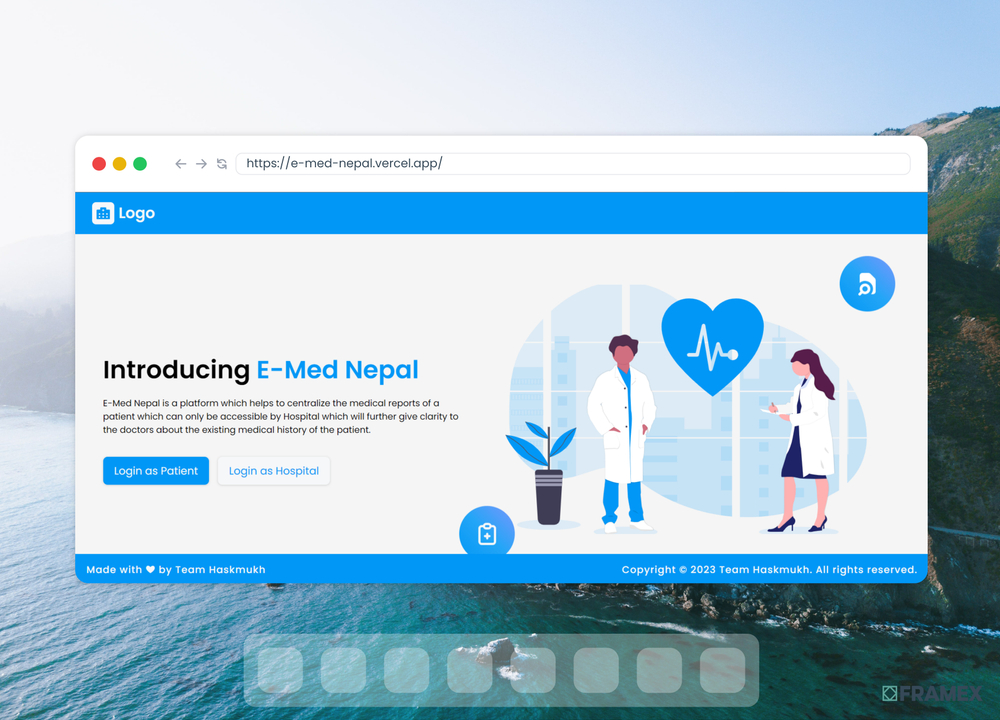 https://e-med-nepal.vercel.app/
Logo
Introducing E-Med Nepal
E-Med Nepal is a platform which helps to centralize the medical reports of a
patient which can only be accessible by Hospital which will further give clarity to
the doctors about the existing medical history of the patient.
Login as Patient
Login as Hospital
Made with ❤ by Team Haskmukh
Copyright © 2023 Team Haskmukh. All rights reserved.
FRAMEX